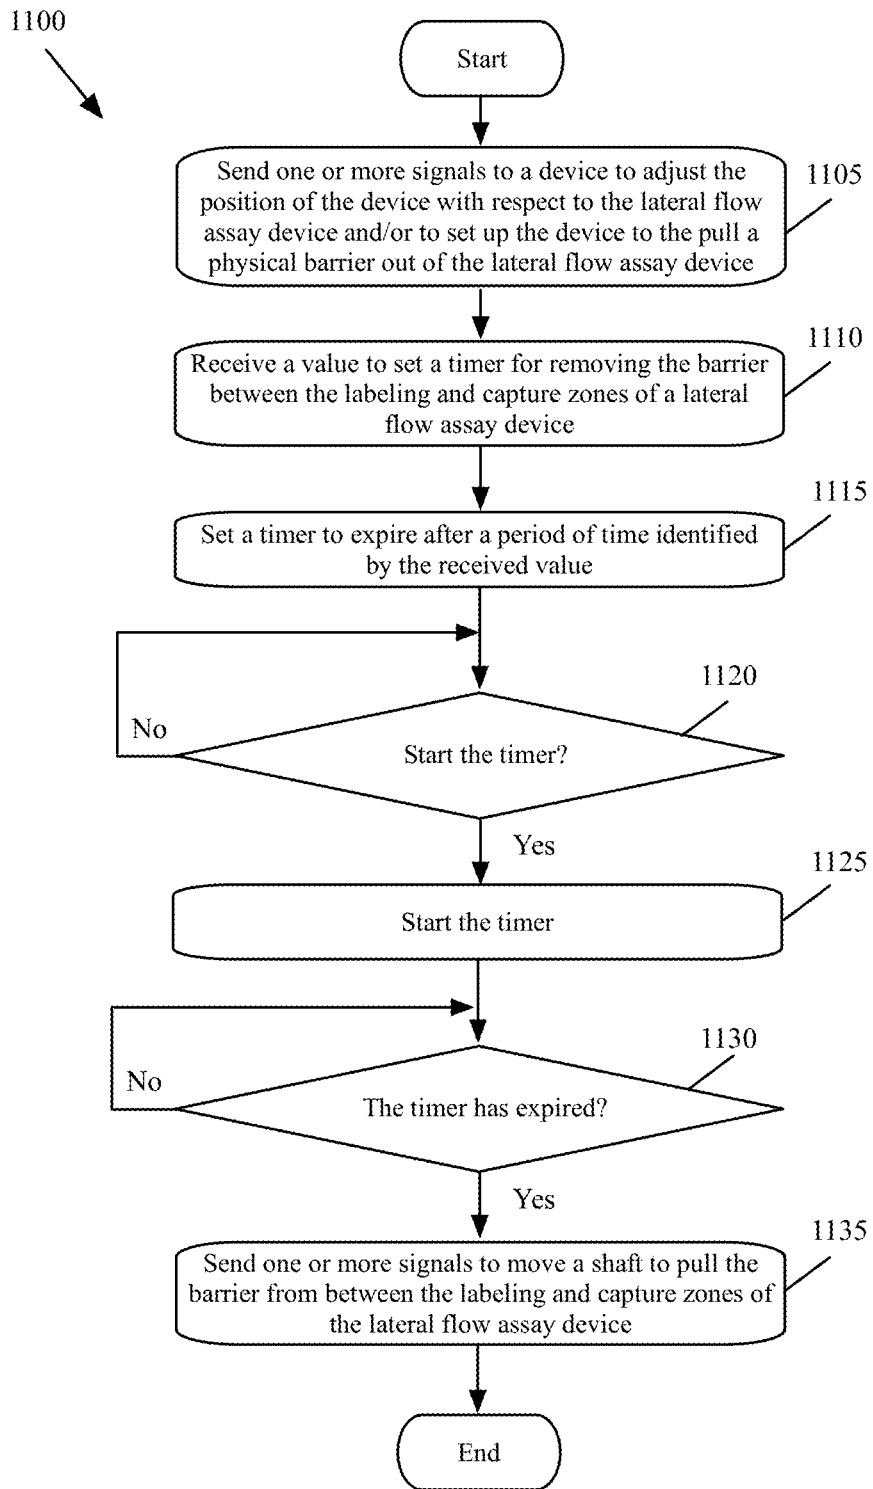 1100
Start
Send one or more signals to a device to adjust the
position of the device with respect to the lateral flow
assay device and/or to set up the device to the pull a
physical barrier out of the lateral flow assay device
1105
Receive a value to set a timer for removing the barrier
between the labeling and capture zones of a lateral
flow assay device
1110
Set a timer to expire after a period of time identified
by the received value
1115
1120
No
Start the timer?
Yes
1125
Start the timer
1130
No
The timer has expired?
Yes
1135
Send one or more signals to move a shaft to pull the
barrier from between the labeling and capture zones of
the lateral flow assay device
End